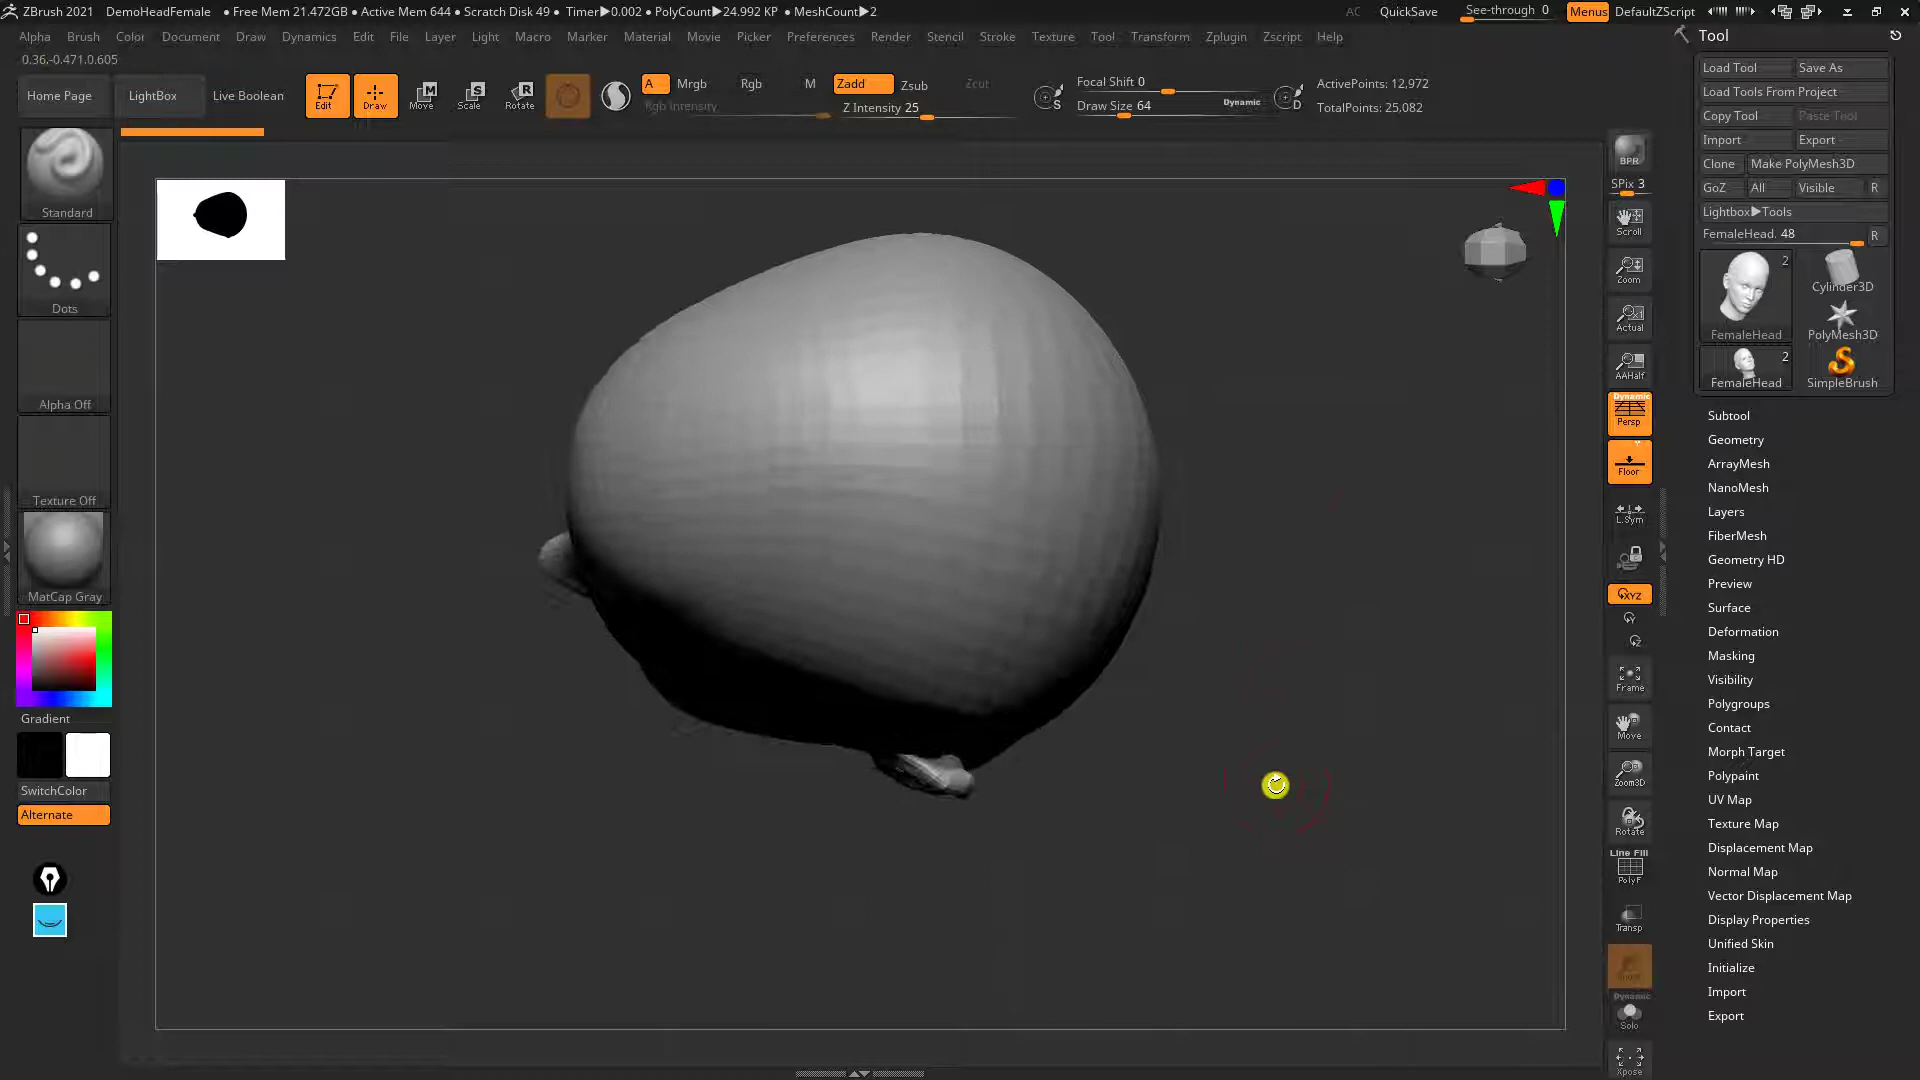 ZBrush 2021 DemoHeadFemale • Free Mem 21.472GB • Active Mem 644 • Scratch Disk 49 • Timer▶0.002 • PolyCount▶24.992 KP • MeshCount▶2 AC QuickSave See-through 0 Menus DefaultZScript
Alpha Brush Color Document Draw Dynamics Edit File Layer Light Macro Marker Material Movie Picker Preferences Render Stencil Stroke Texture Tool Transform Zplugin Zscript Help
0.36,-0.471,0.605
Home Page LightBox Live Boolean Edit Draw Move Scale Rotate
A Mrgb Rgb M Zadd Zsub Zcut
Rgb Intensity Z Intensity 25
S Focal Shift 0
Draw Size 64 Dynamic D
ActivePoints: 12,972
TotalPoints: 25,082
Standard
Dots
Alpha Off
Texture Off
MatCap Gray
Gradient
SwitchColor
Alternate
BPR
SPix 3
Scroll
Zoom
Actual
AAHalf
Dynamic
Persp
Floor
L.Sym
XYZ
Y
Z
Frame
Move
Zoom3D
Rotate
Line Fill
PolyF
Transp
Dynamic
Solo
Xpose
Tool
Load Tool Save As
Load Tools From Project
Copy Tool Paste Tool
Import Export
Clone Make PolyMesh3D
GoZ All Visible R
Lightbox▶Tools
FemaleHead. 48 R
2
Cylinder3D
FemaleHead PolyMesh3D
2
FemaleHead SimpleBrush
Subtool
Geometry
ArrayMesh
NanoMesh
Layers
FiberMesh
Geometry HD
Preview
Surface
Deformation
Masking
Visibility
Polygroups
Contact
Morph Target
Polypaint
UV Map
Texture Map
Displacement Map
Normal Map
Vector Displacement Map
Display Properties
Unified Skin
Initialize
Import
Export